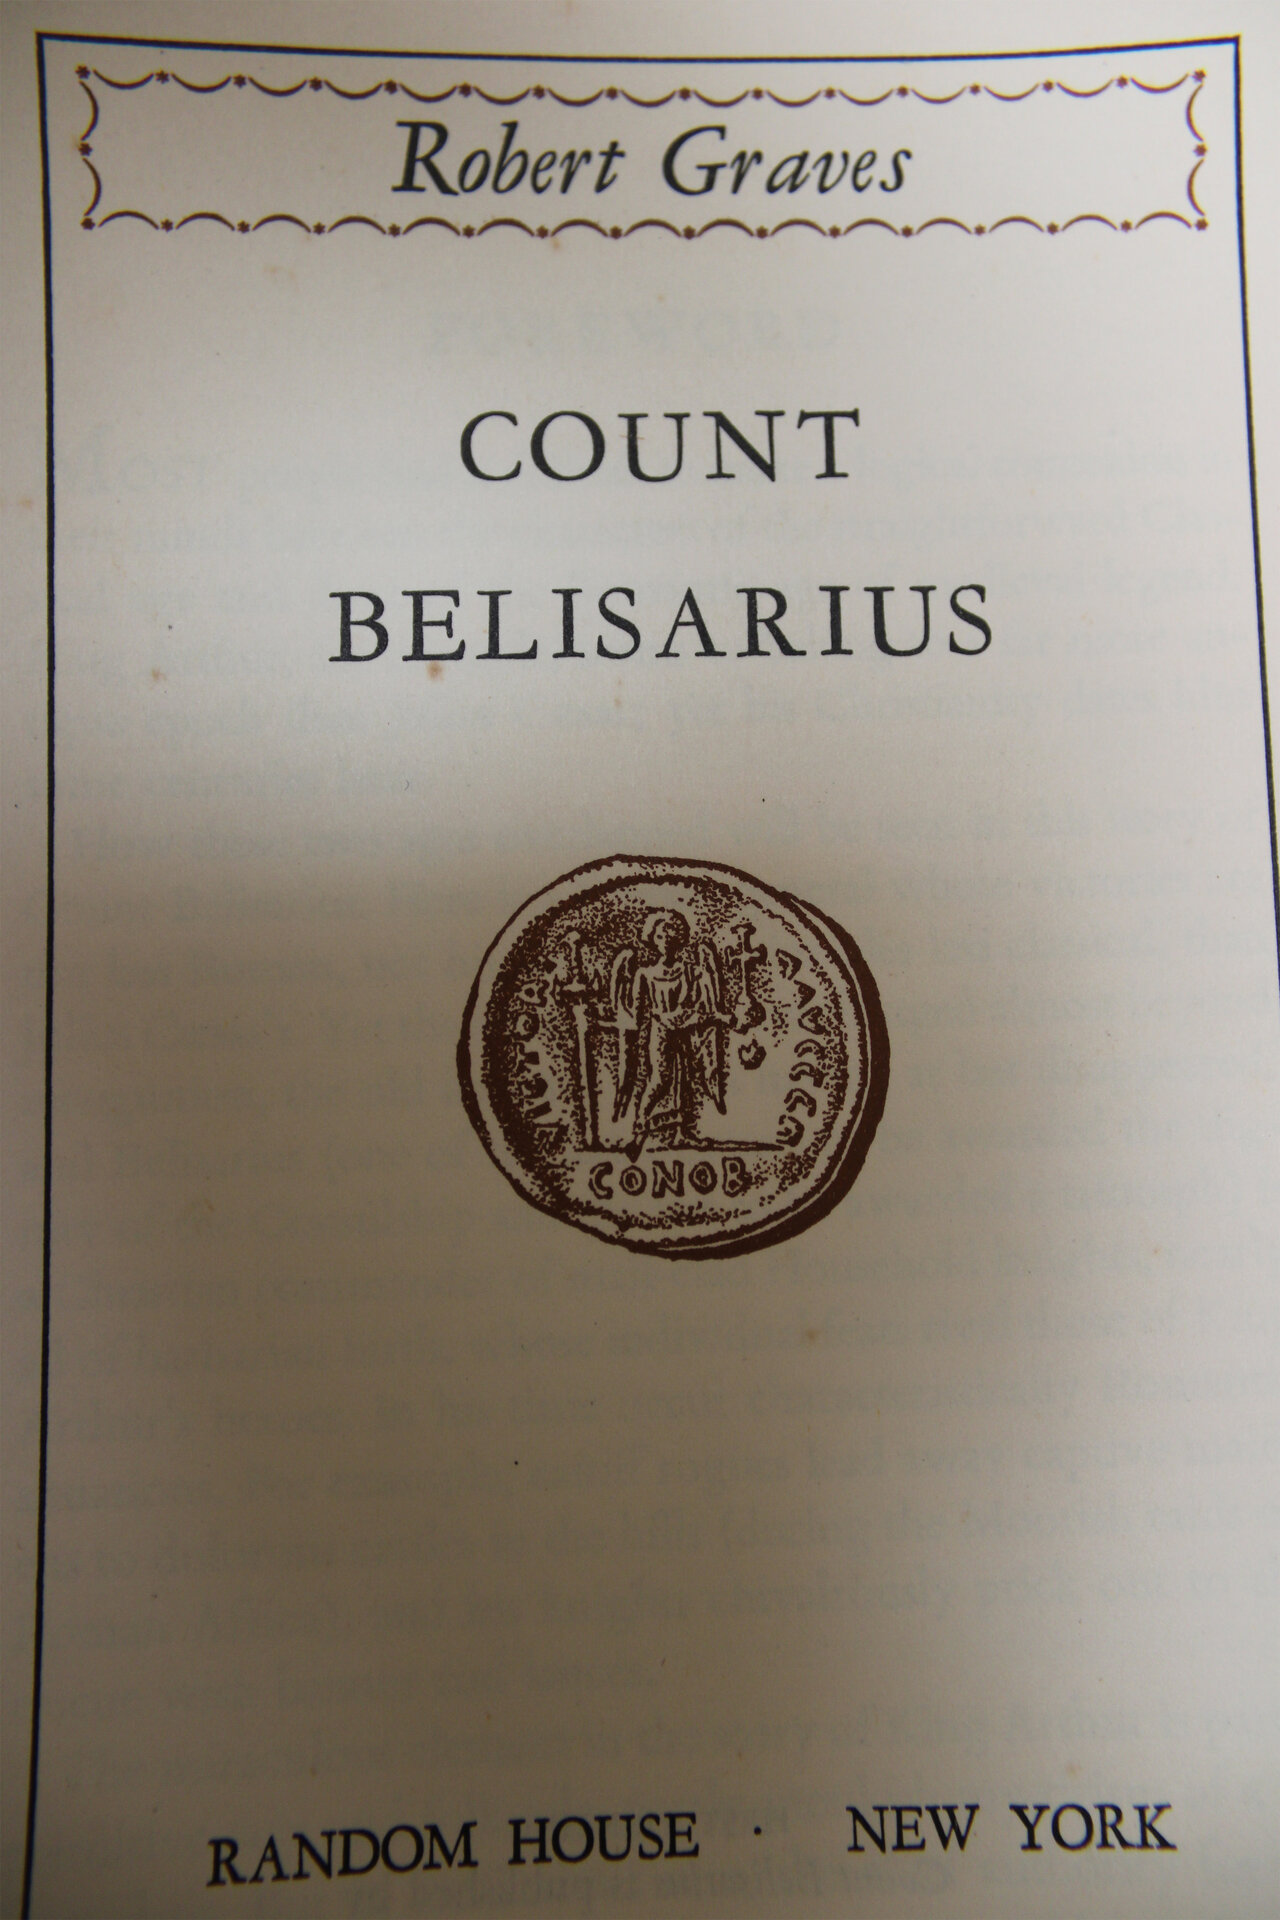 Robert Graves
COUNT
BELISARIUS
CONOB
RANDOM HOUSE · NEW YORK